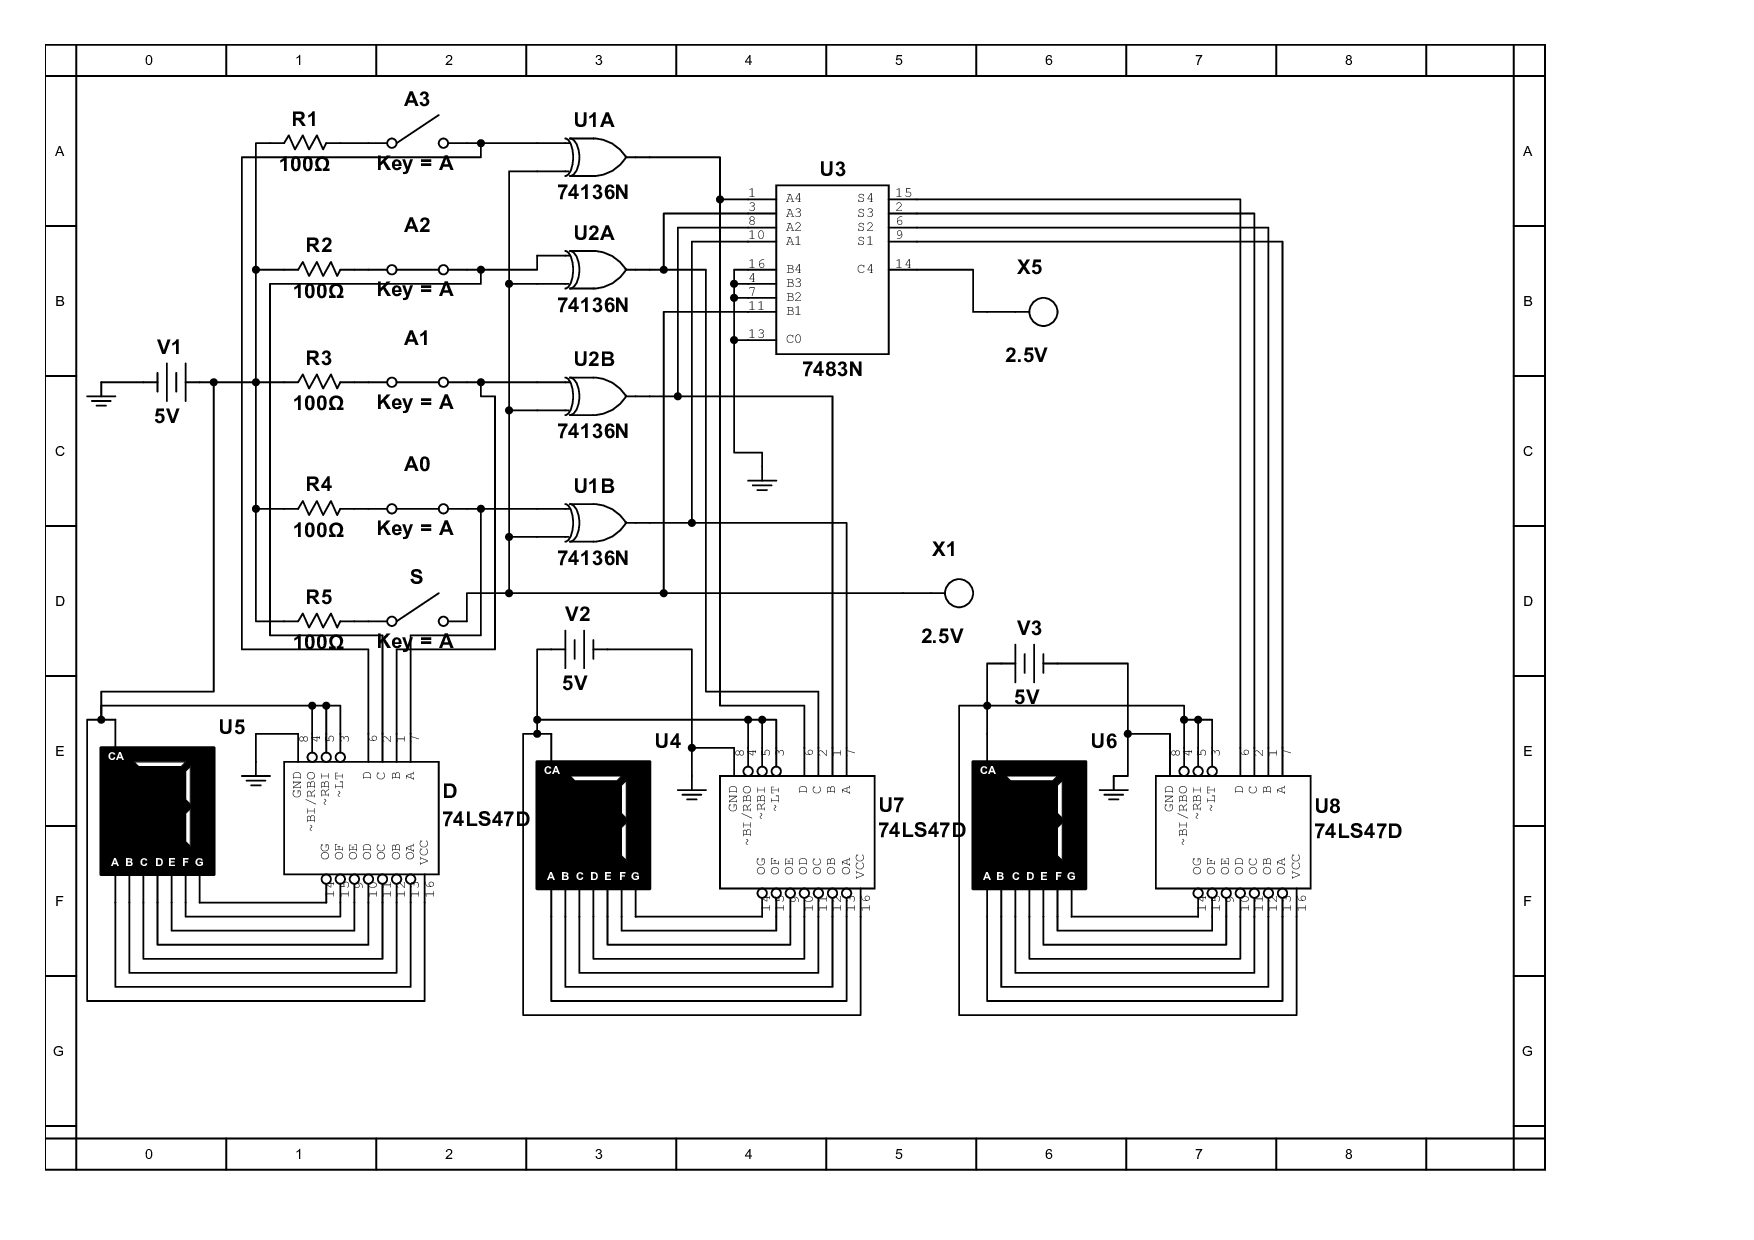 0 1 2 3 4 5 6 7 8
A A
B B
C C
D D
E E
F F
G G
A3
R1
100Ω
Key = A
U1A
74136N
A2
R2
100Ω
Key = A
U2A
74136N
A1
R3
100Ω
Key = A
U2B
74136N
A0
R4
100Ω
Key = A
U1B
74136N
S
R5
100Ω
Key = A
V1
5V
U3
1 A4 S4 15
3 A3 S3 2
8 A2 S2 6
10 A1 S1 9
16 B4 C4 14
4 B3
7 B2
11 B1
13 C0
7483N
X5
2.5V
X1
2.5V
V2
5V
V3
5V
U5
CA
A B C D E F G
8 4 5 3 6 2 1 7
GND ~BI/RBO ~RBI ~LT D C B A
OG OF OE OD OC OB OA VCC
14 15 9 10 11 12 13 16
D
74LS47D
U4
CA
A B C D E F G
8 4 5 3 6 2 1 7
GND ~BI/RBO ~RBI ~LT D C B A
OG OF OE OD OC OB OA VCC
14 15 9 10 11 12 13 16
U7
74LS47D
U6
CA
A B C D E F G
8 4 5 3 6 2 1 7
GND ~BI/RBO ~RBI ~LT D C B A
OG OF OE OD OC OB OA VCC
14 15 9 10 11 12 13 16
U8
74LS47D
0 1 2 3 4 5 6 7 8